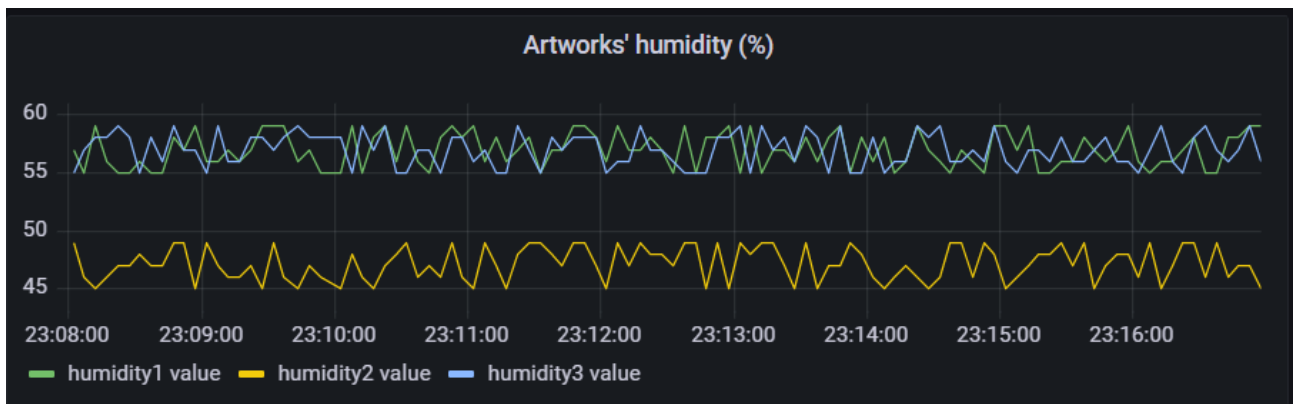 Artworks' humidity (%)
60
55
50
45
23:08:00 23:09:00 23:10:00 23:11:00 23:12:00 23:13:00 23:14:00 23:15:00 23:16:00
humidity1 value humidity2 value humidity3 value